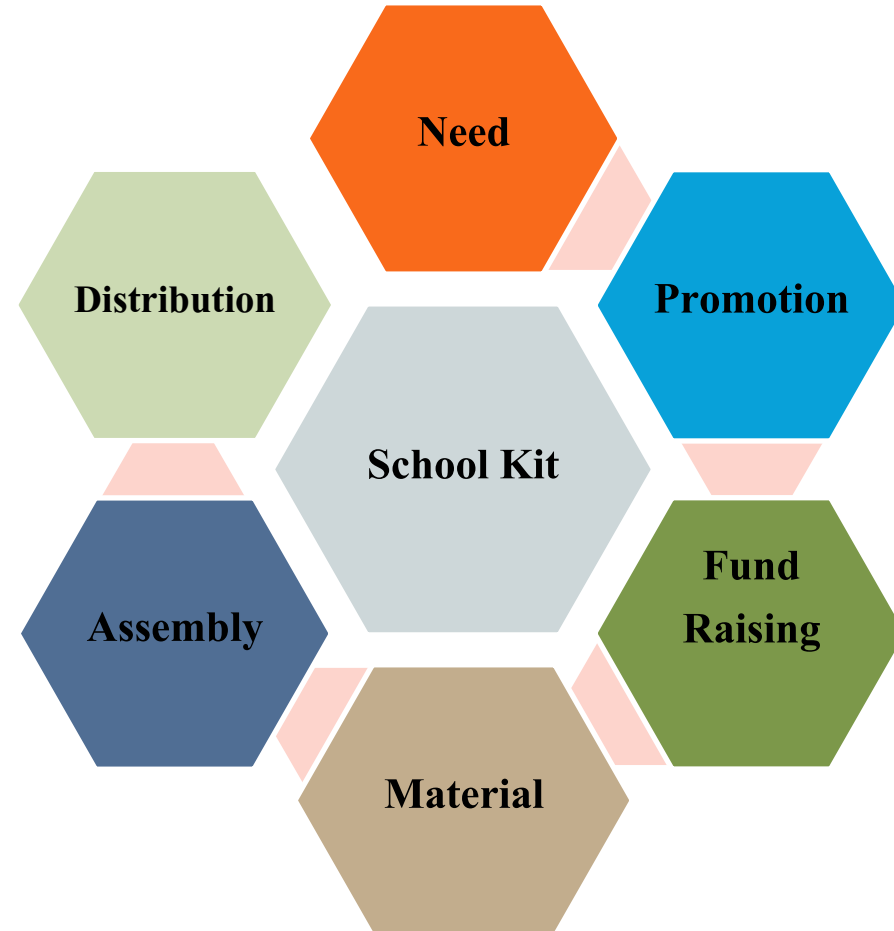 Need
Distribution
Promotion
School Kit
Fund
Raising
Assembly
Material